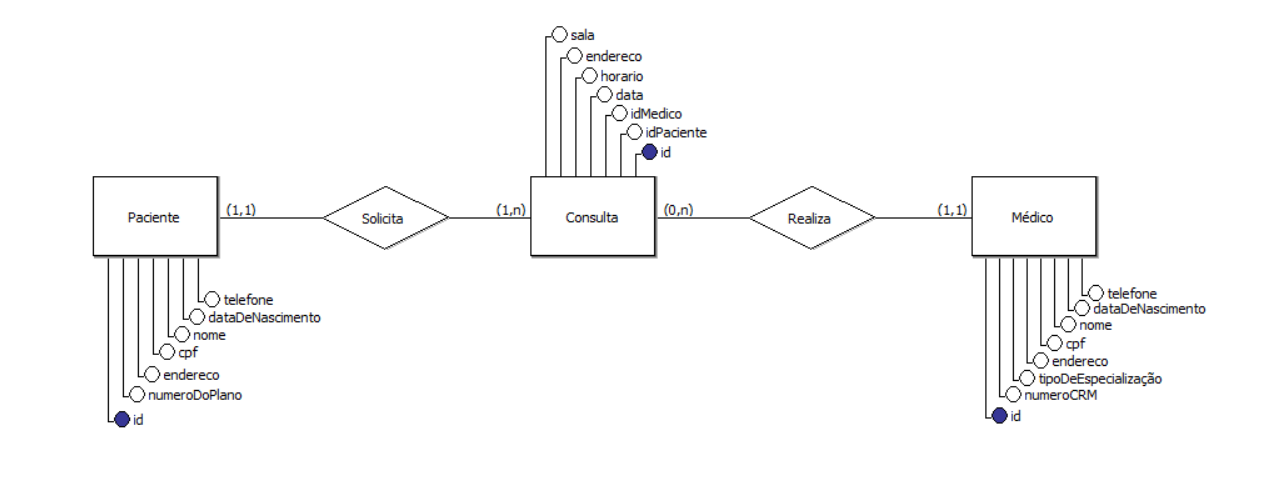 sala
endereco
horario
data
idMedico
idPaciente
id
Paciente
(1,1)
Solicita
(1,n)
Consulta
(0,n)
Realiza
(1,1)
Médico
telefone
dataDeNascimento
nome
cpf
endereco
numeroDoPlano
id
telefone
dataDeNascimento
nome
cpf
endereco
tipoDeEspecialização
numeroCRM
id